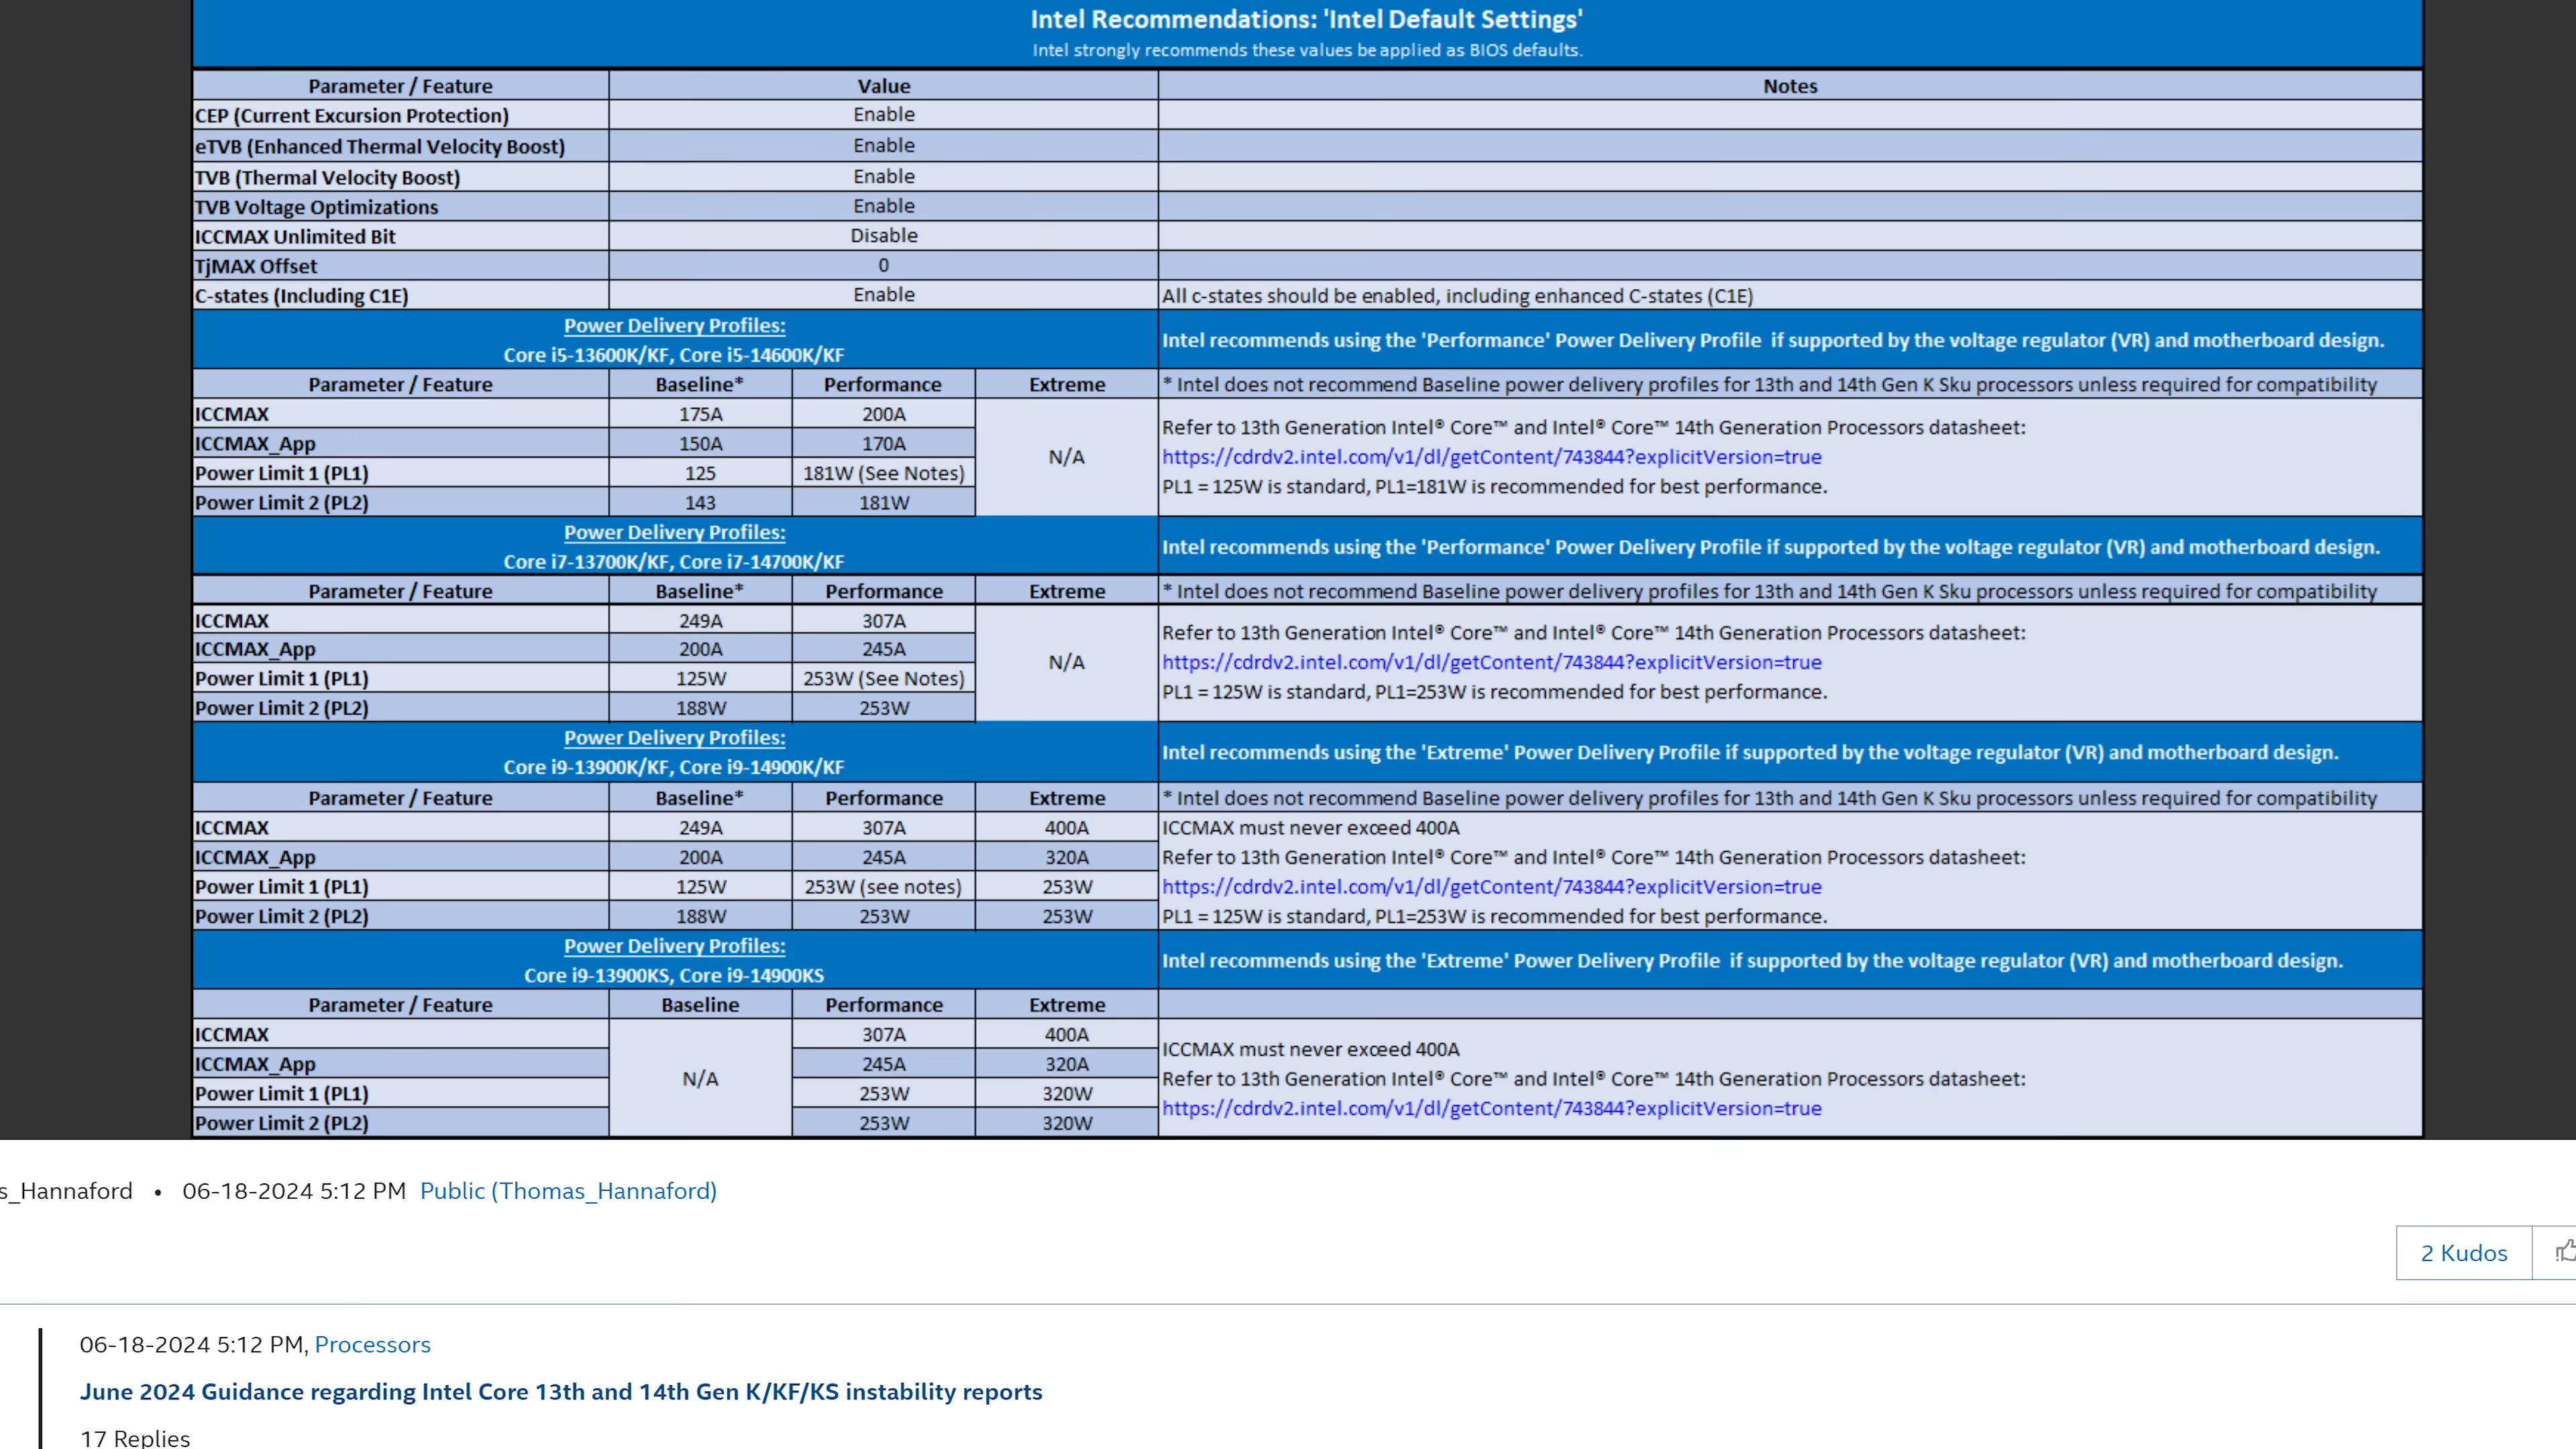 Intel Recommendations: 'Intel Default Settings'
Intel strongly recommends these values be applied as BIOS defaults.
Parameter / Feature Value Notes
CEP (Current Excursion Protection) Enable
eTVB (Enhanced Thermal Velocity Boost) Enable
TVB (Thermal Velocity Boost) Enable
TVB Voltage Optimizations Enable
ICCMAX Unlimited Bit Disable
TjMAX Offset 0
C-states (Including C1E) Enable All c-states should be enabled, including enhanced C-states (C1E)
Power Delivery Profiles:
Core i5-13600K/KF, Core i5-14600K/KF
Intel recommends using the 'Performance' Power Delivery Profile if supported by the voltage regulator (VR) and motherboard design.
Parameter / Feature Baseline* Performance Extreme * Intel does not recommend Baseline power delivery profiles for 13th and 14th Gen K Sku processors unless required for compatibility
ICCMAX 175A 200A
ICCMAX_App 150A 170A
Power Limit 1 (PL1) 125 181W (See Notes)
Power Limit 2 (PL2) 143 181W
N/A
Refer to 13th Generation Intel® Core™ and Intel® Core™ 14th Generation Processors datasheet:
https://cdrdv2.intel.com/v1/dl/getContent/743844?explicitVersion=true
PL1 = 125W is standard, PL1=181W is recommended for best performance.
Power Delivery Profiles:
Core i7-13700K/KF, Core i7-14700K/KF
Intel recommends using the 'Performance' Power Delivery Profile if supported by the voltage regulator (VR) and motherboard design.
Parameter / Feature Baseline* Performance Extreme * Intel does not recommend Baseline power delivery profiles for 13th and 14th Gen K Sku processors unless required for compatibility
ICCMAX 249A 307A
ICCMAX_App 200A 245A
Power Limit 1 (PL1) 125W 253W (See Notes)
Power Limit 2 (PL2) 188W 253W
N/A
Refer to 13th Generation Intel® Core™ and Intel® Core™ 14th Generation Processors datasheet:
https://cdrdv2.intel.com/v1/dl/getContent/743844?explicitVersion=true
PL1 = 125W is standard, PL1=253W is recommended for best performance.
Power Delivery Profiles:
Core i9-13900K/KF, Core i9-14900K/KF
Intel recommends using the 'Extreme' Power Delivery Profile if supported by the voltage regulator (VR) and motherboard design.
Parameter / Feature Baseline* Performance Extreme * Intel does not recommend Baseline power delivery profiles for 13th and 14th Gen K Sku processors unless required for compatibility
ICCMAX 249A 307A 400A ICCMAX must never exceed 400A
ICCMAX_App 200A 245A 320A Refer to 13th Generation Intel® Core™ and Intel® Core™ 14th Generation Processors datasheet:
Power Limit 1 (PL1) 125W 253W (see notes) 253W https://cdrdv2.intel.com/v1/dl/getContent/743844?explicitVersion=true
Power Limit 2 (PL2) 188W 253W 253W PL1 = 125W is standard, PL1=253W is recommended for best performance.
Power Delivery Profiles:
Core i9-13900KS, Core i9-14900KS
Intel recommends using the 'Extreme' Power Delivery Profile if supported by the voltage regulator (VR) and motherboard design.
Parameter / Feature Baseline Performance Extreme
ICCMAX 307A 400A
ICCMAX_App 245A 320A
Power Limit 1 (PL1) 253W 320W
Power Limit 2 (PL2) 253W 320W
N/A
ICCMAX must never exceed 400A
Refer to 13th Generation Intel® Core™ and Intel® Core™ 14th Generation Processors datasheet:
https://cdrdv2.intel.com/v1/dl/getContent/743844?explicitVersion=true
s_Hannaford • 06-18-2024 5:12 PM Public (Thomas_Hannaford)
2 Kudos
06-18-2024 5:12 PM, Processors
June 2024 Guidance regarding Intel Core 13th and 14th Gen K/KF/KS instability reports
17 Replies